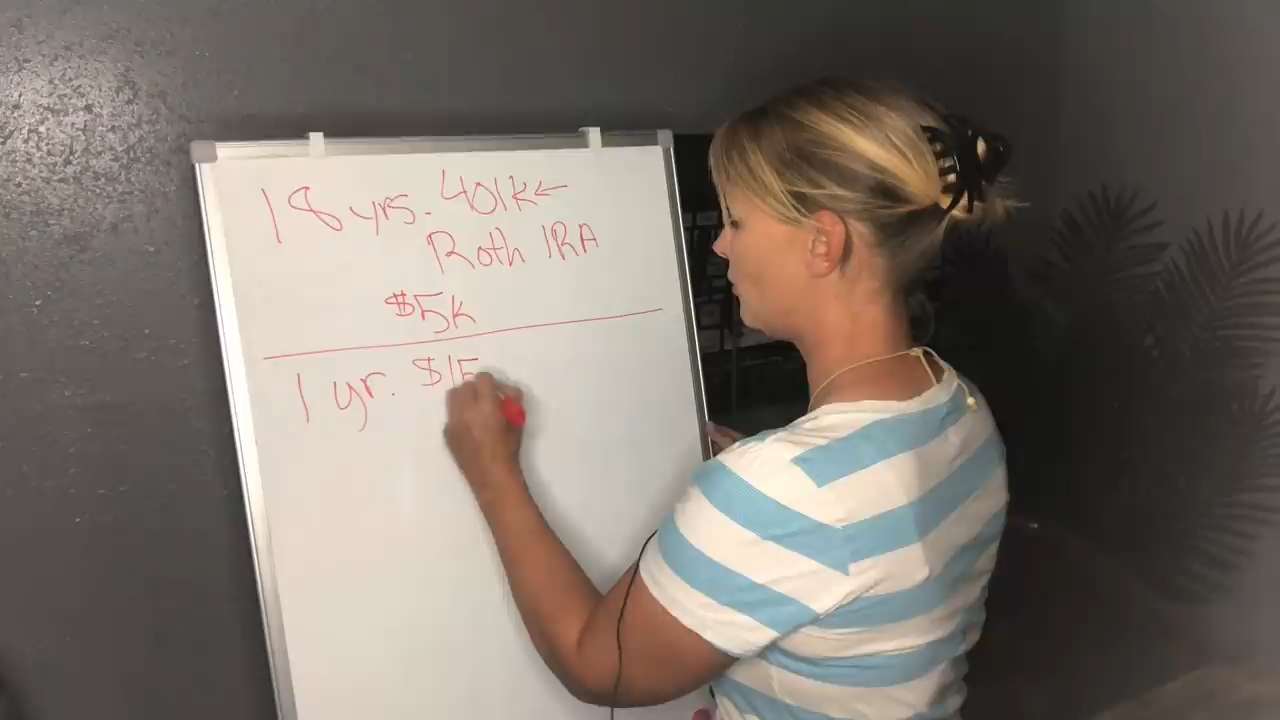 18 yrs. 401k ←
Roth IRA
$5k
1 yr. $15